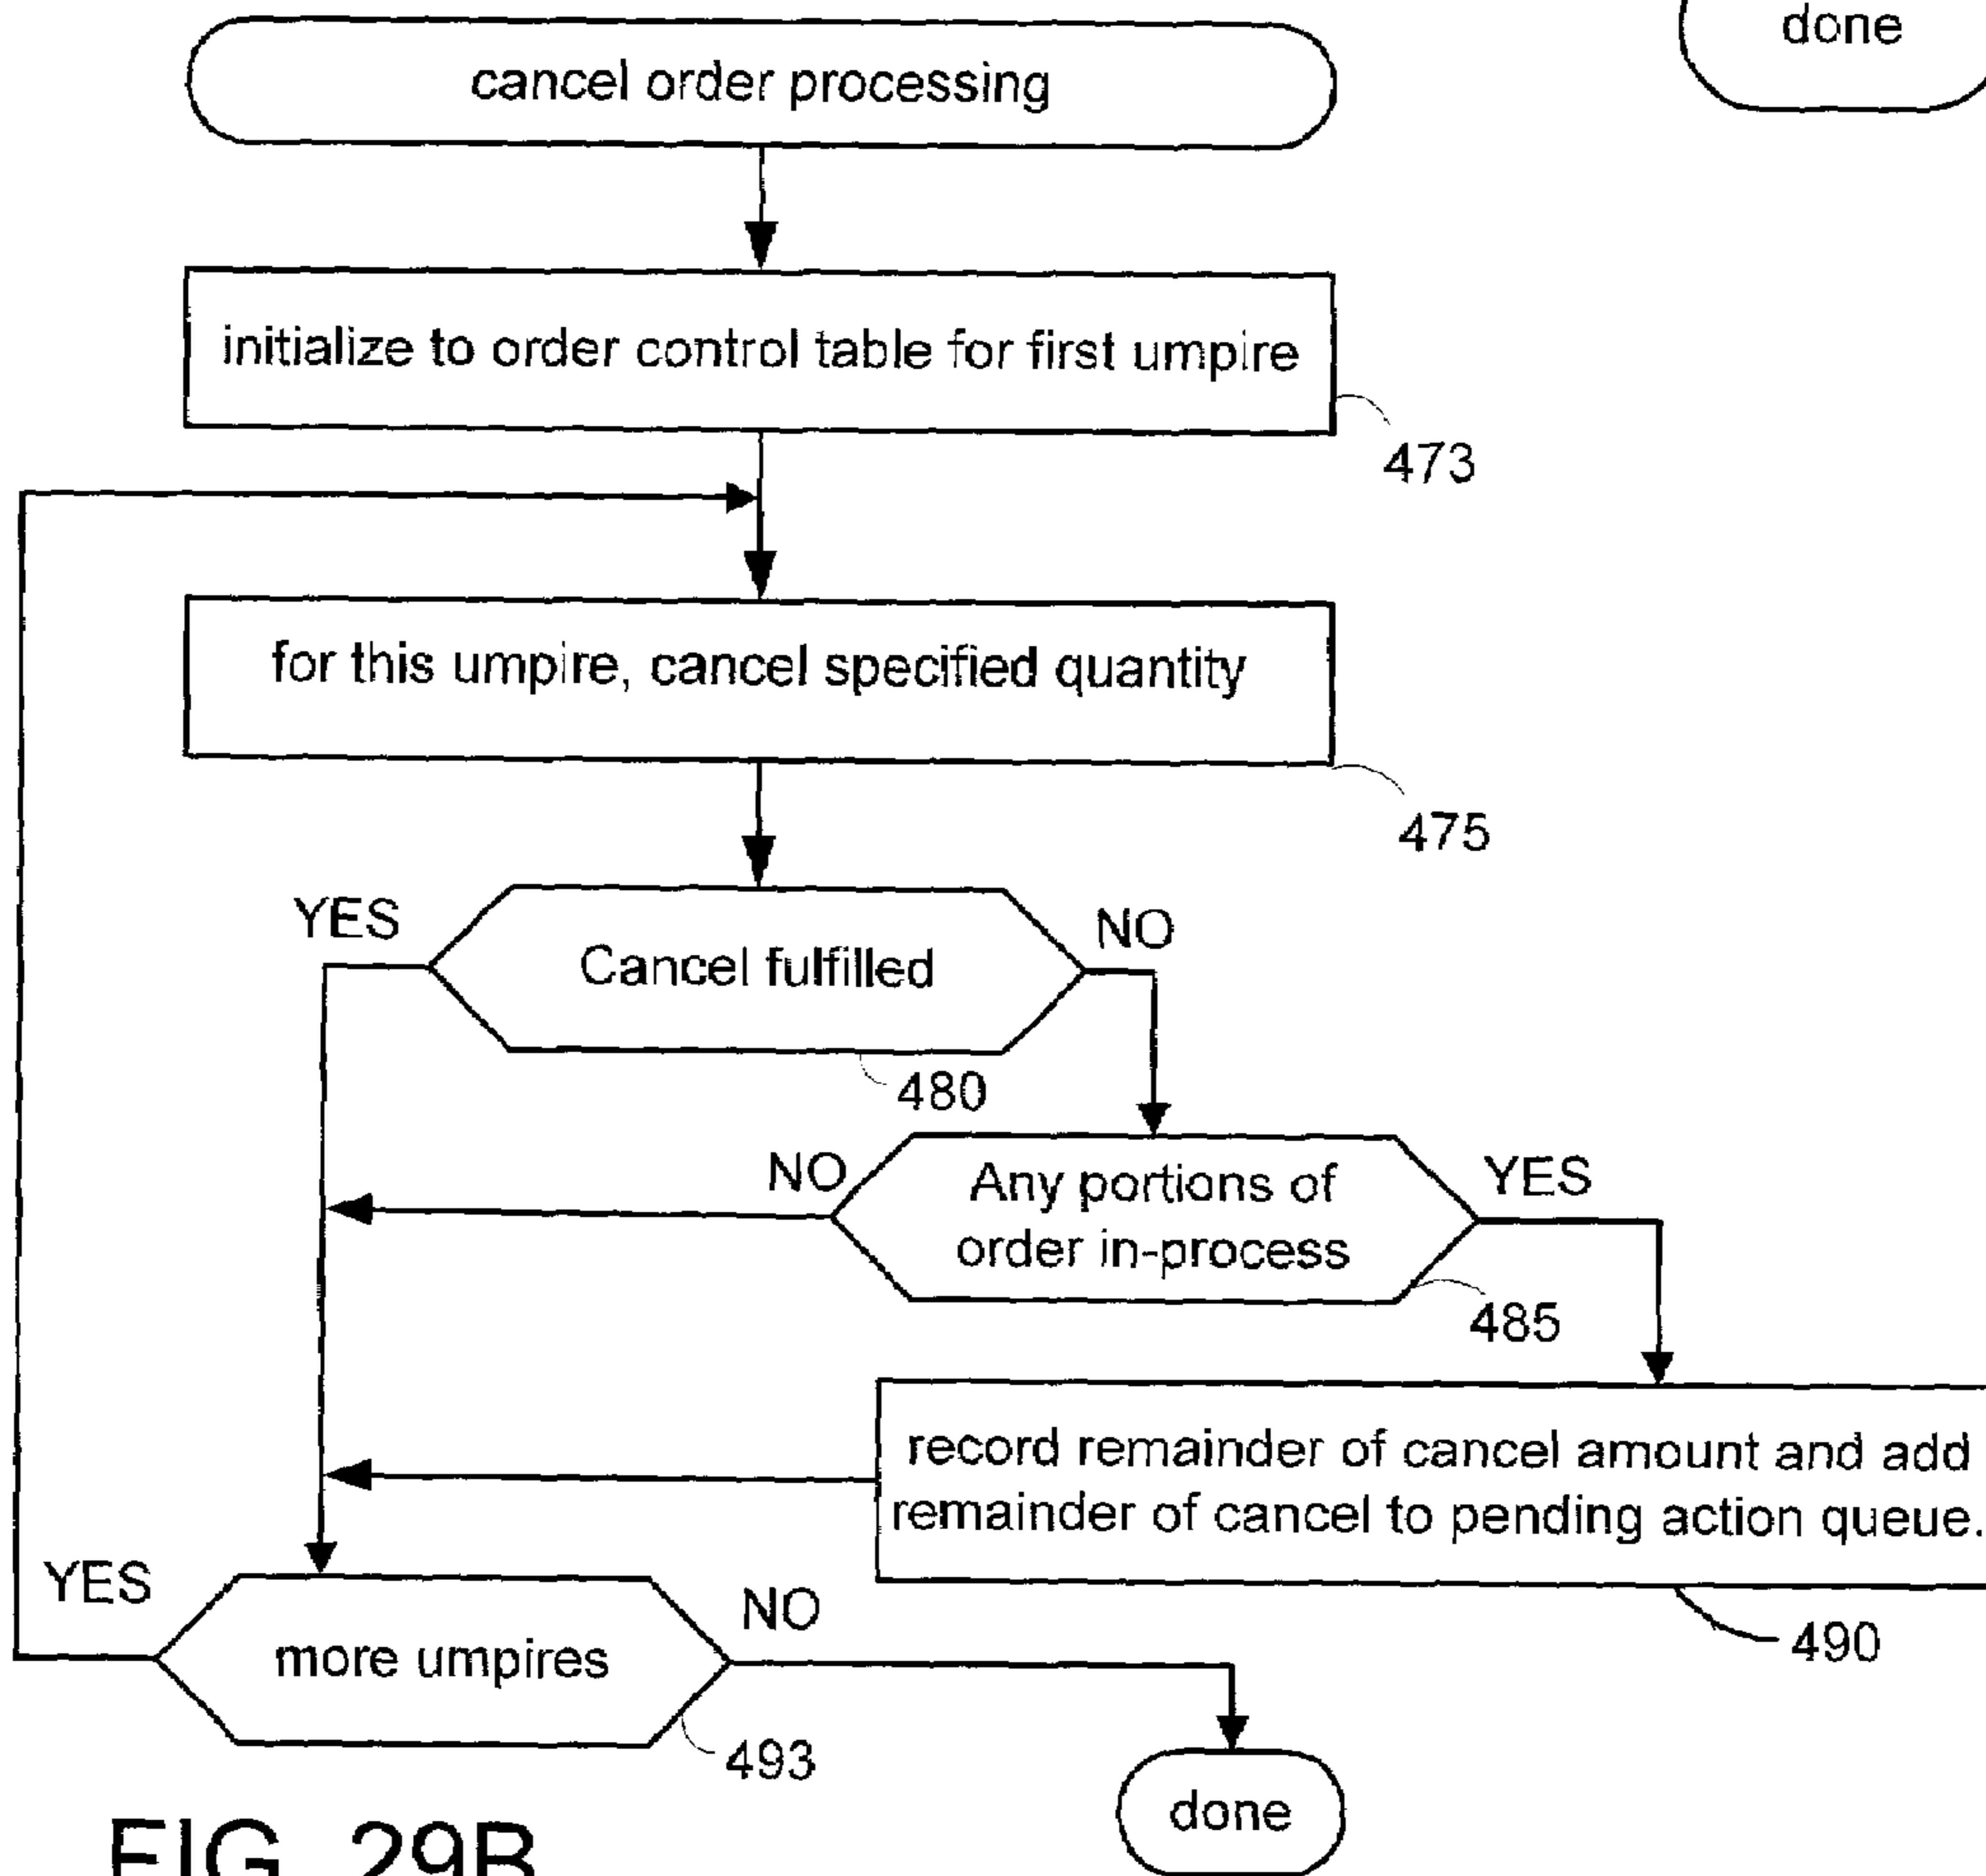 done
cancel order processing
initialize to order control table for first umpire
473
for this umpire, cancel specified quantity
475
YES
NO
Cancel fulfilled
480
NO
YES
Any portions of
order in-process
485
record remainder of cancel amount and add
remainder of cancel to pending action queue.
490
YES
NO
more umpires
493
done
FIG. 29B